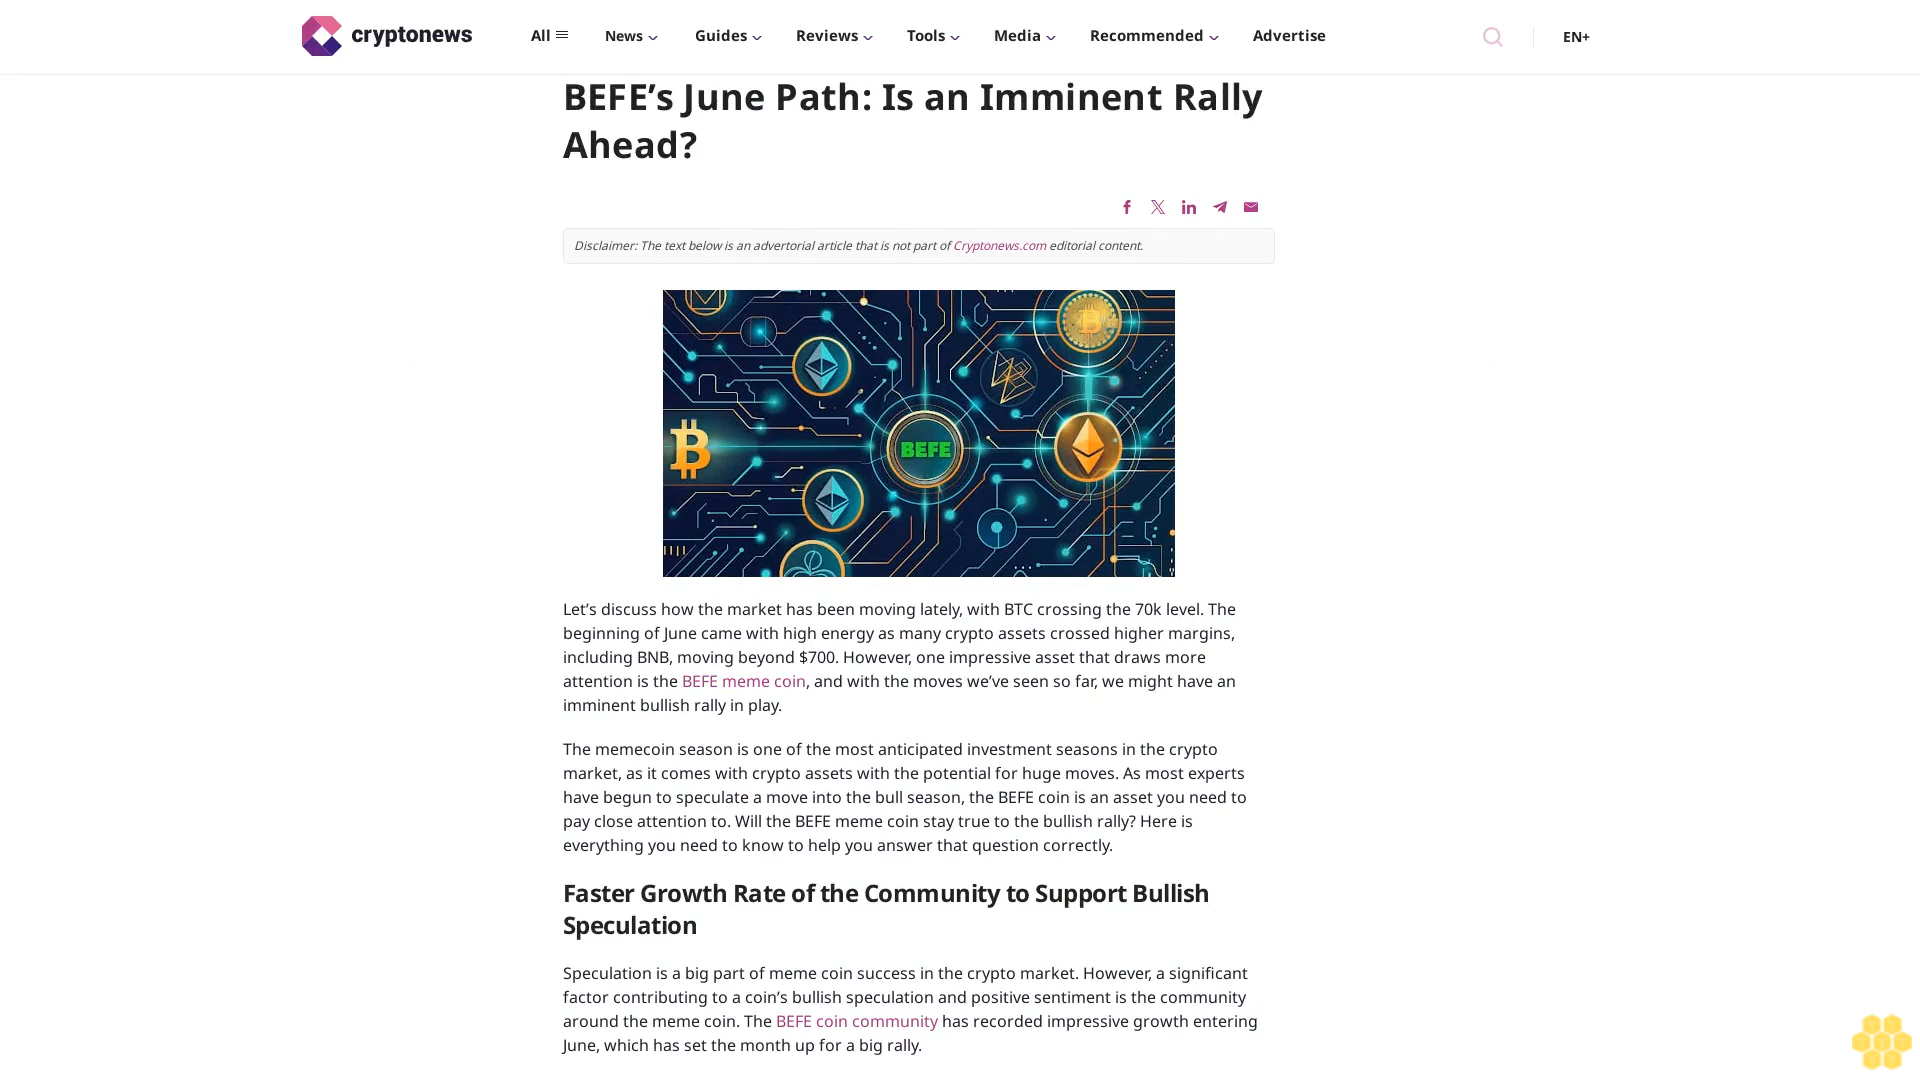 cryptonews
All
News
Guides
Reviews
Tools
Media
Recommended
Advertise
EN+
BEFE’s June Path: Is an Imminent Rally
Ahead?
Disclaimer: The text below is an advertorial article that is not part of Cryptonews.com editorial content.
BEFE
Let’s discuss how the market has been moving lately, with BTC crossing the 70k level. The
beginning of June came with high energy as many crypto assets crossed higher margins,
including BNB, moving beyond $700. However, one impressive asset that draws more
attention is the BEFE meme coin, and with the moves we’ve seen so far, we might have an
imminent bullish rally in play.
The memecoin season is one of the most anticipated investment seasons in the crypto
market, as it comes with crypto assets with the potential for huge moves. As most experts
have begun to speculate a move into the bull season, the BEFE coin is an asset you need to
pay close attention to. Will the BEFE meme coin stay true to the bullish rally? Here is
everything you need to know to help you answer that question correctly.
Faster Growth Rate of the Community to Support Bullish
Speculation
Speculation is a big part of meme coin success in the crypto market. However, a significant
factor contributing to a coin’s bullish speculation and positive sentiment is the community
around the meme coin. The BEFE coin community has recorded impressive growth entering
June, which has set the month up for a big rally.